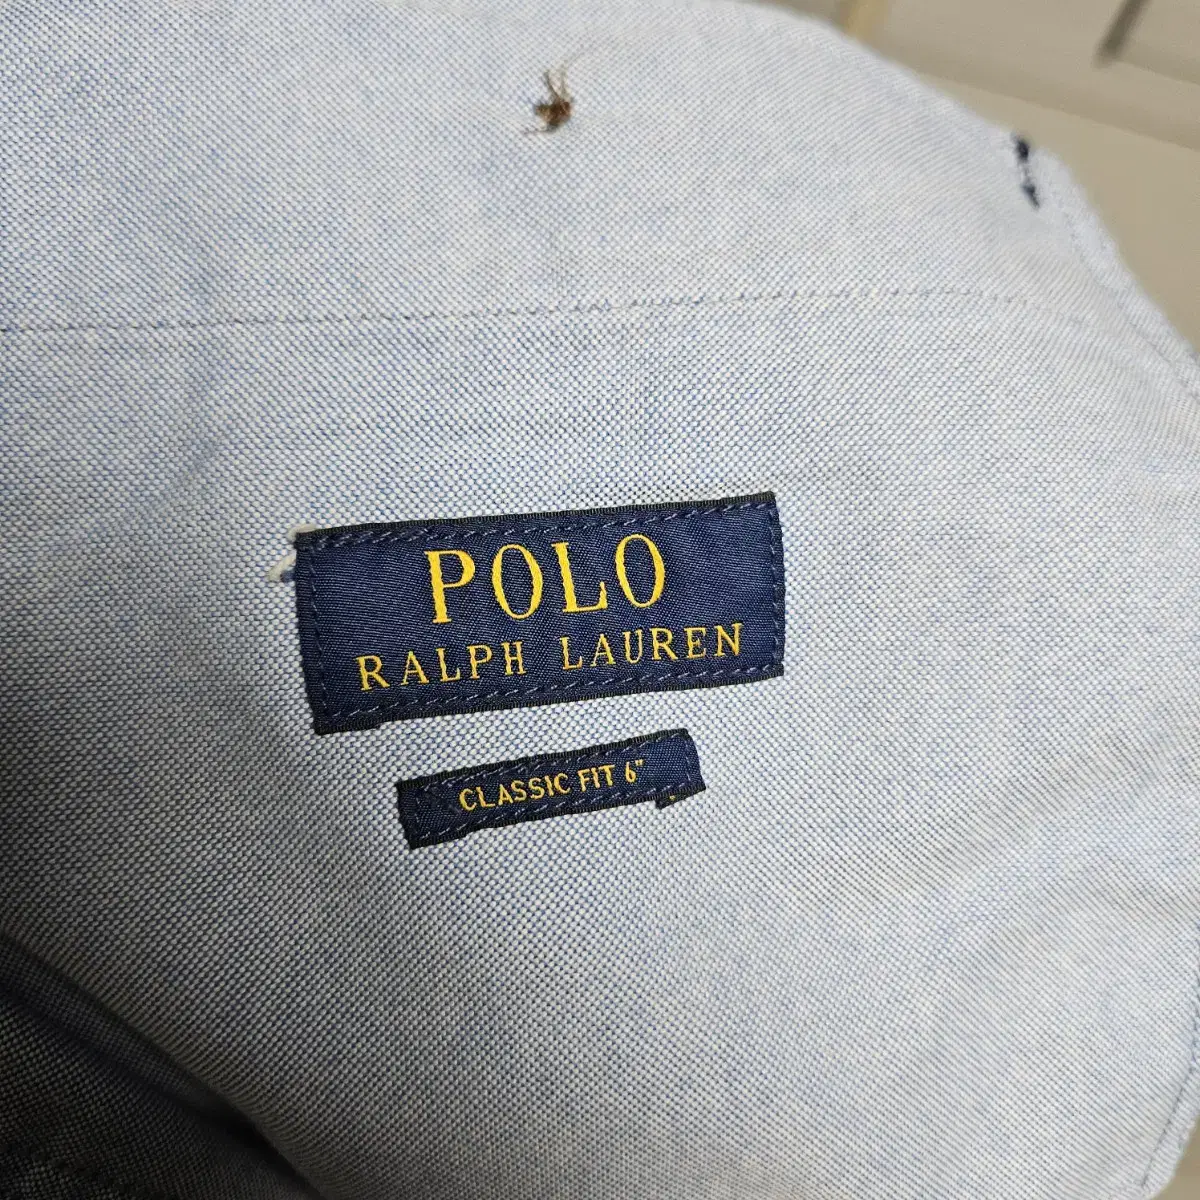 POLO
RALPH LAUREN
CLASSIC FIT 6"